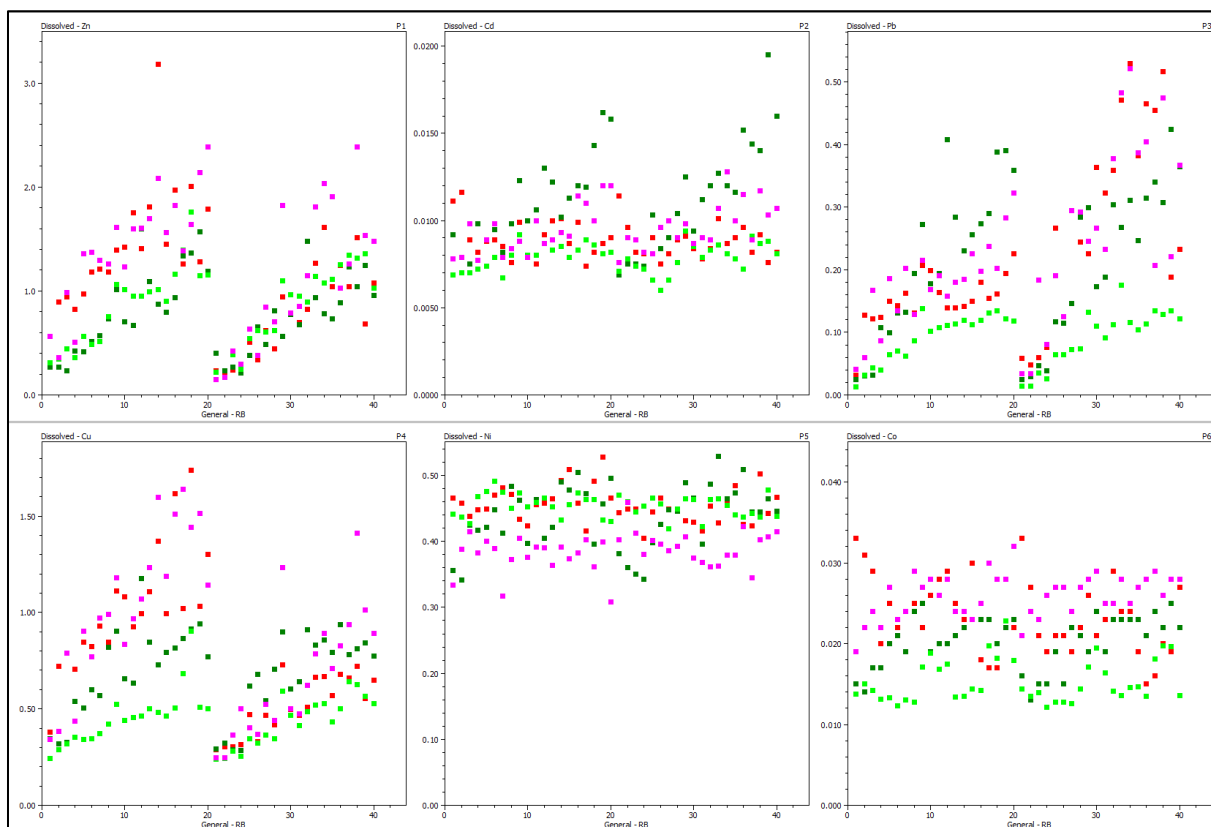 Dissolved - Zn P1
3.0
2.0
1.0
0.0
0 10 20 30 40
General - RB
Dissolved - Cd P2
0.0200
0.0150
0.0100
0.0050
0.0000
0 10 20 30 40
General - RB
Dissolved - Pb P3
0.50
0.40
0.30
0.20
0.10
0.00
0 10 20 30 40
General - RB
Dissolved - Cu P4
1.50
1.00
0.50
0.00
0 10 20 30 40
General - RB
Dissolved - Ni P5
0.50
0.40
0.30
0.20
0.10
0.00
0 10 20 30 40
General - RB
Dissolved - Co P6
0.040
0.030
0.020
0.010
0.000
0 10 20 30 40
General - RB